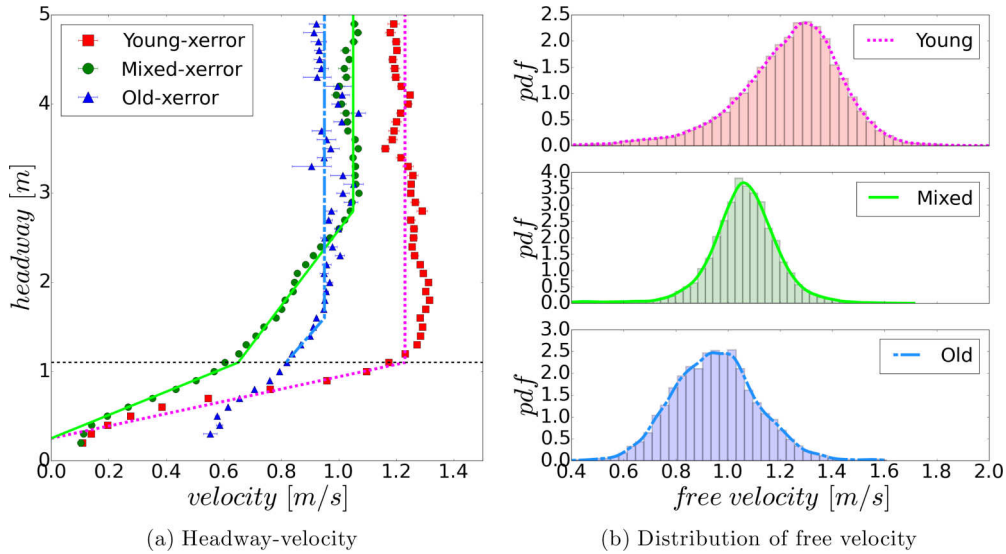 Young-xerror
Mixed-xerror
Old-xerror
5
4
3
2
1
0
headway [m]
0.0 0.2 0.4 0.6 0.8 1.0 1.2 1.4
velocity [m/s]
(a) Headway-velocity
2.5
2.0
1.5
1.0
0.5
0.0
pdf
Young
4.0
3.5
3.0
2.5
2.0
1.5
1.0
0.5
0.0
pdf
Mixed
3.0
2.5
2.0
1.5
1.0
0.5
0.0
pdf
Old
0.4 0.6 0.8 1.0 1.2 1.4 1.6 1.8 2.0
free velocity [m/s]
(b) Distribution of free velocity